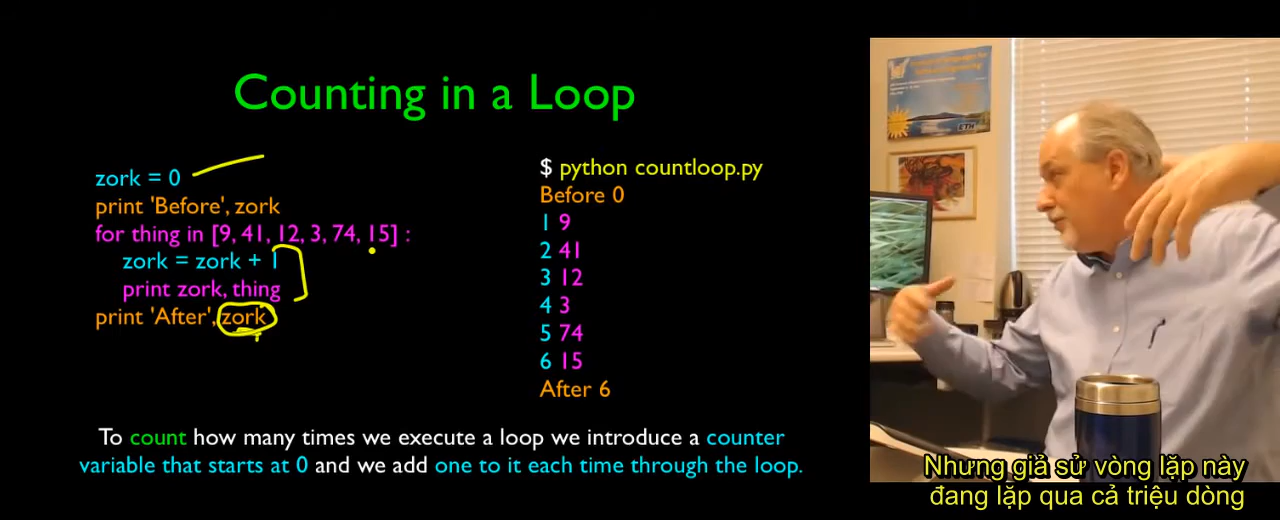 Counting in a Loop
zork = 0
print 'Before', zork
for thing in [9, 41, 12, 3, 74, 15] :
zork = zork + 1
print zork, thing
print 'After', zork
$ python countloop.py
Before 0
1 9
2 41
3 12
4 3
5 74
6 15
After 6
To count how many times we execute a loop we introduce a counter
variable that starts at 0 and we add one to it each time through the loop.
ETH
Nhưng giả sử vòng lặp này
đang lặp qua cả triệu dòng